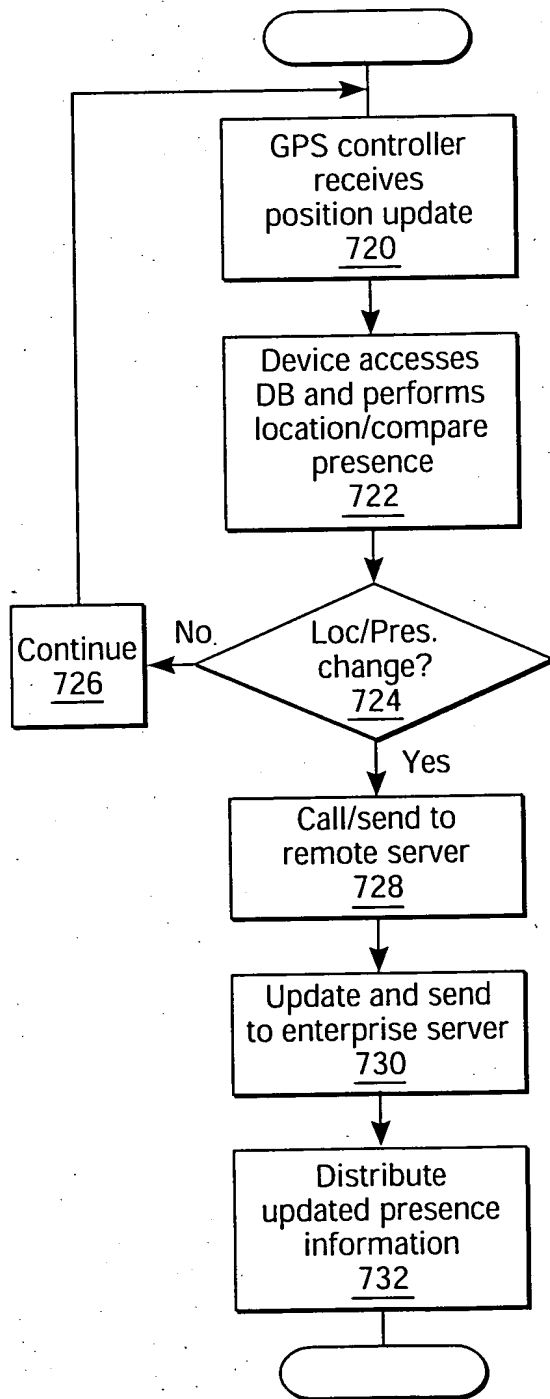 GPS controller
receives
position update
720
Device accesses
DB and performs
location/compare
presence
722
Loc/Pres.
change?
724
No
Continue
726
Yes
Call/send to
remote server
728
Update and send
to enterprise server
730
Distribute
updated presence
information
732